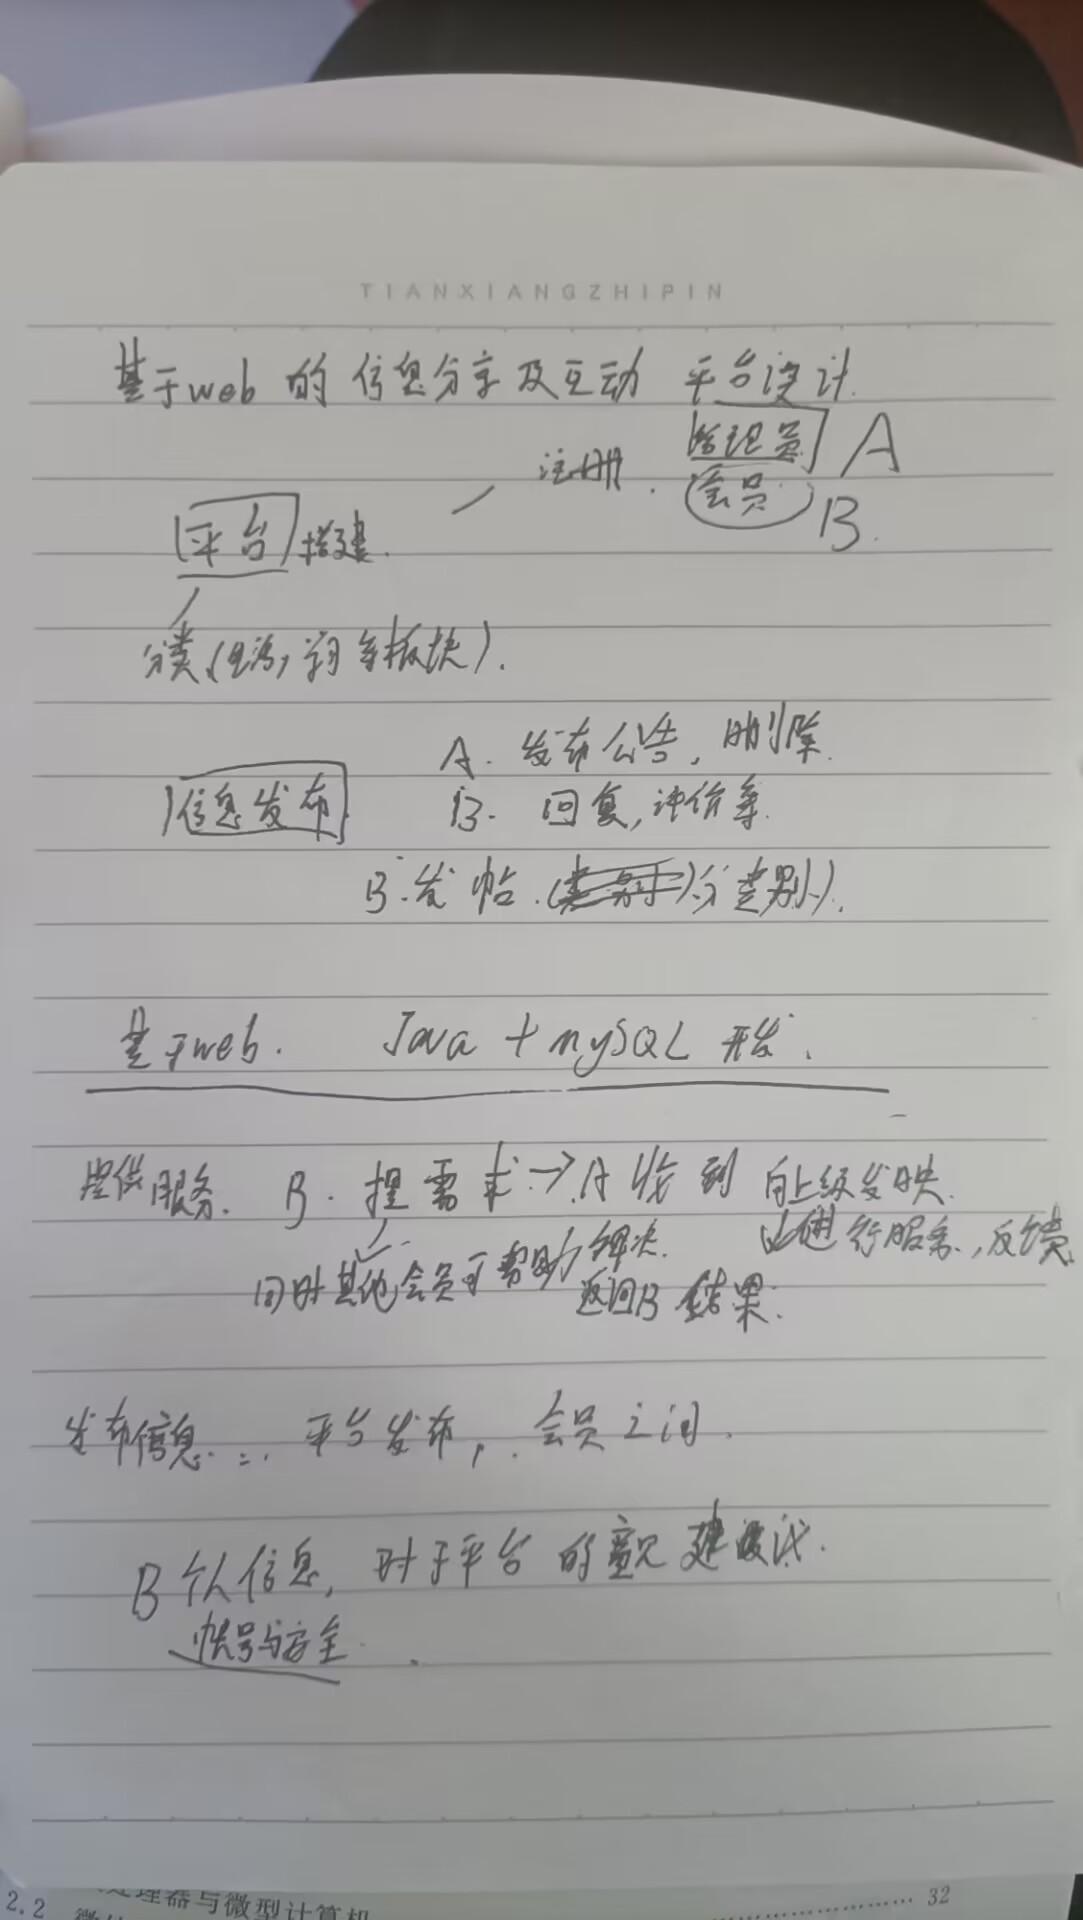 TIANXIANGZHIPIN
基于web的信息分享及互动 平台设计.
注册. 管理员 A
会员 B.
平台 搭建.
分类(生活,学习等板块).
A. 发布公告, 删除.
信息发布 B. 回复,评价等.
B.发帖.(分类别).
基于web. Java + mySQL 开发.
提供服务. B. 提需求→A收到 向上级反映.
进行服务,反馈
同时其他会员可帮助解决.
返回B 结果.
发布信息... 平台发布, 会员之间.
B个人信息, 对于平台的意见建议.
帐号与安全.
2.2 处理器与微型计算机 ............ 32